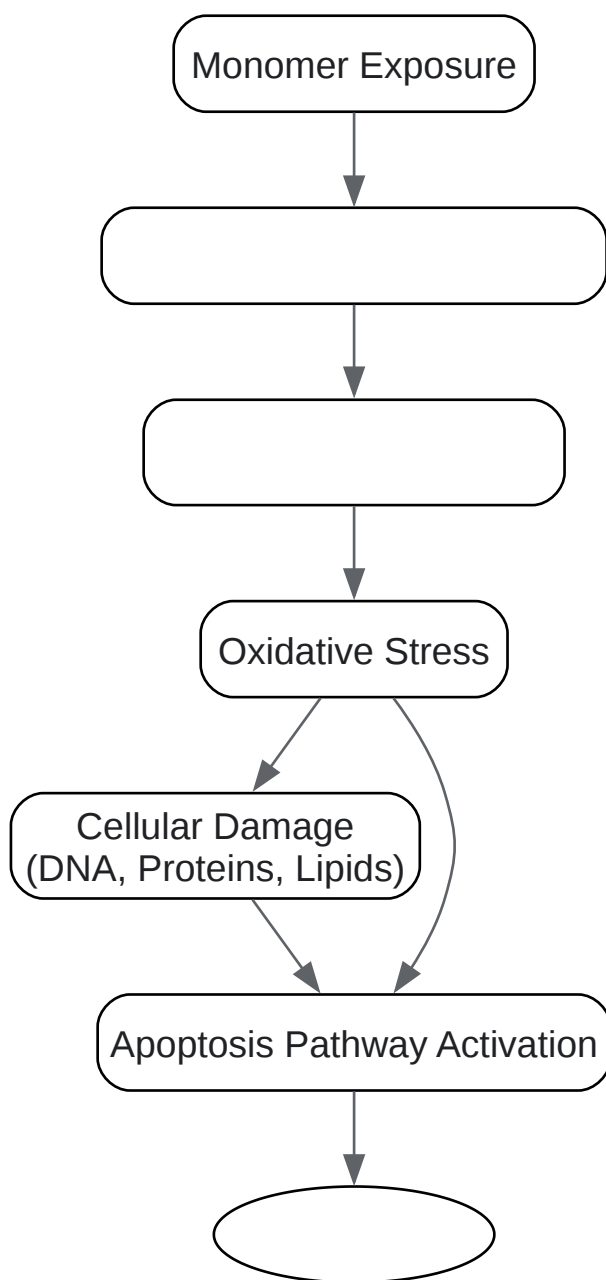 Monomer Exposure
Oxidative Stress
Cellular Damage
(DNA, Proteins, Lipids)
Apoptosis Pathway Activation